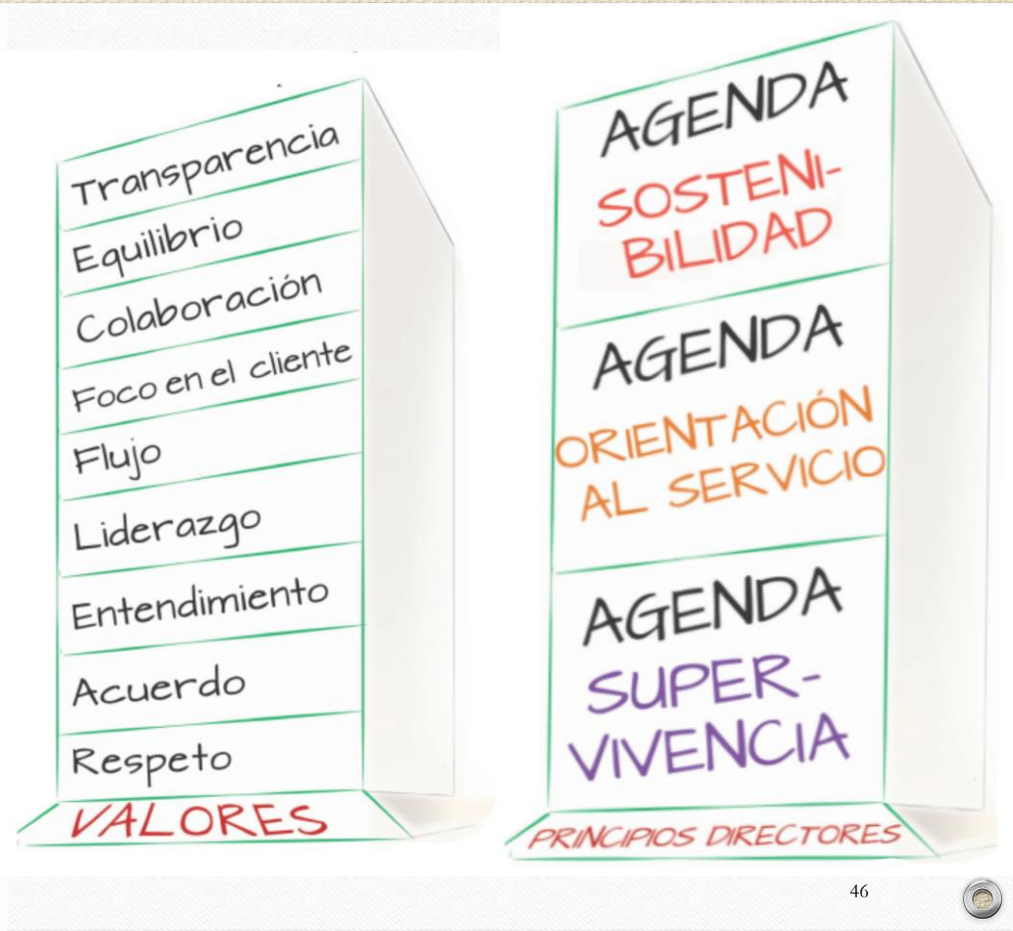 Transparencia
Equilibrio
Colaboración
Foco en el cliente
Flujo
Liderazgo
Entendimiento
Acuerdo
Respeto
VALORES
AGENDA
SOSTENI-
BILIDAD
AGENDA
ORIENTACIÓN
AL SERVICIO
AGENDA
SUPER-
VIVENCIA
PRINCIPIOS DIRECTORES
46